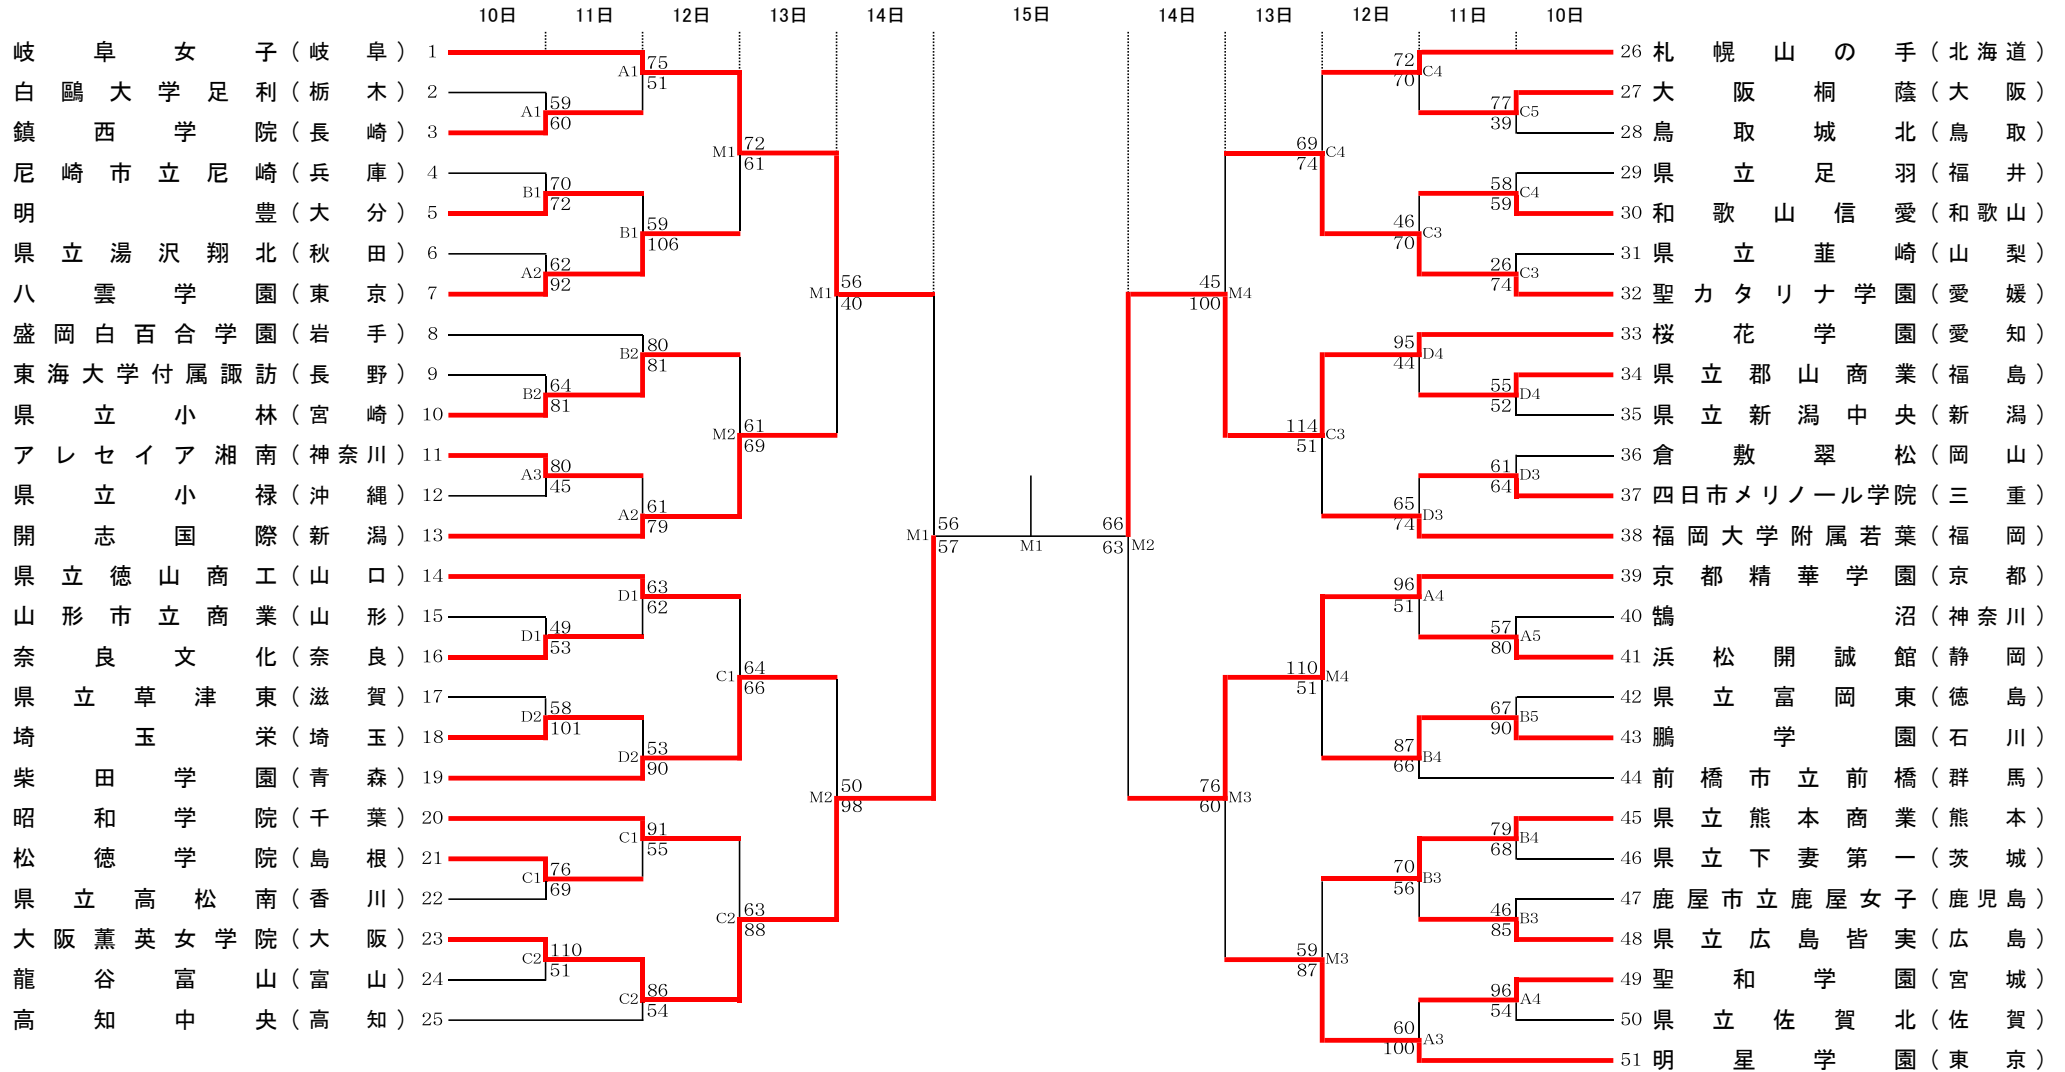 10日 11日 12日 13日 14日 15日 14日 13日 12日 11日 10日
岐阜女子(岐阜) 1 75 A1 51 72 C4 70 26 札幌山の手(北海道)
白鷗大学足利(栃木) 2 59 A1 60 77 C5 39 27 大阪桐蔭(大阪)
鎮西学院(長崎) 3 72 M1 61 69 C4 74 28 鳥取城北(鳥取)
尼崎市立尼崎(兵庫) 4 70 B1 72 58 C4 59 29 県立足羽(福井)
明豊(大分) 5 59 B1 106 46 C3 70 30 和歌山信愛(和歌山)
県立湯沢翔北(秋田) 6 62 A2 92 26 C3 74 31 県立韮崎(山梨)
八雲学園(東京) 7 56 M1 40 45 M4 100 32 聖カタリナ学園(愛媛)
盛岡白百合学園(岩手) 8 80 B2 81 95 D4 44 33 桜花学園(愛知)
東海大学付属諏訪(長野) 9 64 B2 81 55 D4 52 34 県立郡山商業(福島)
県立小林(宮崎) 10 61 M2 69 114 C3 51 35 県立新潟中央(新潟)
アレセイア湘南(神奈川) 11 80 A3 45 61 D3 64 36 倉敷翠松(岡山)
県立小禄(沖縄) 12 61 A2 79 65 D3 74 37 四日市メリノール学院(三重)
開志国際(新潟) 13 56 M1 57 M1 66 63 M2 38 福岡大学附属若葉(福岡)
県立徳山商工(山口) 14 63 D1 62 96 A4 51 39 京都精華学園(京都)
山形市立商業(山形) 15 49 D1 53 57 A5 80 40 鵠沼(神奈川)
奈良文化(奈良) 16 64 C1 66 110 M4 51 41 浜松開誠館(静岡)
県立草津東(滋賀) 17 58 D2 101 67 B5 90 42 県立富岡東(徳島)
埼玉栄(埼玉) 18 53 D2 90 87 B4 66 43 鵬学園(石川)
柴田学園(青森) 19 50 M2 98 76 M3 60 44 前橋市立前橋(群馬)
昭和学院(千葉) 20 91 C1 55 79 B4 68 45 県立熊本商業(熊本)
松徳学院(島根) 21 76 C1 69 70 B3 56 46 県立下妻第一(茨城)
県立高松南(香川) 22 63 C2 88 46 B3 85 47 鹿屋市立鹿屋女子(鹿児島)
大阪薫英女学院(大阪) 23 110 C2 51 59 M3 87 48 県立広島皆実(広島)
龍谷富山(富山) 24 86 C2 54 96 A4 54 49 聖和学園(宮城)
高知中央(高知) 25 60 A3 100 50 県立佐賀北(佐賀)
51 明星学園(東京)